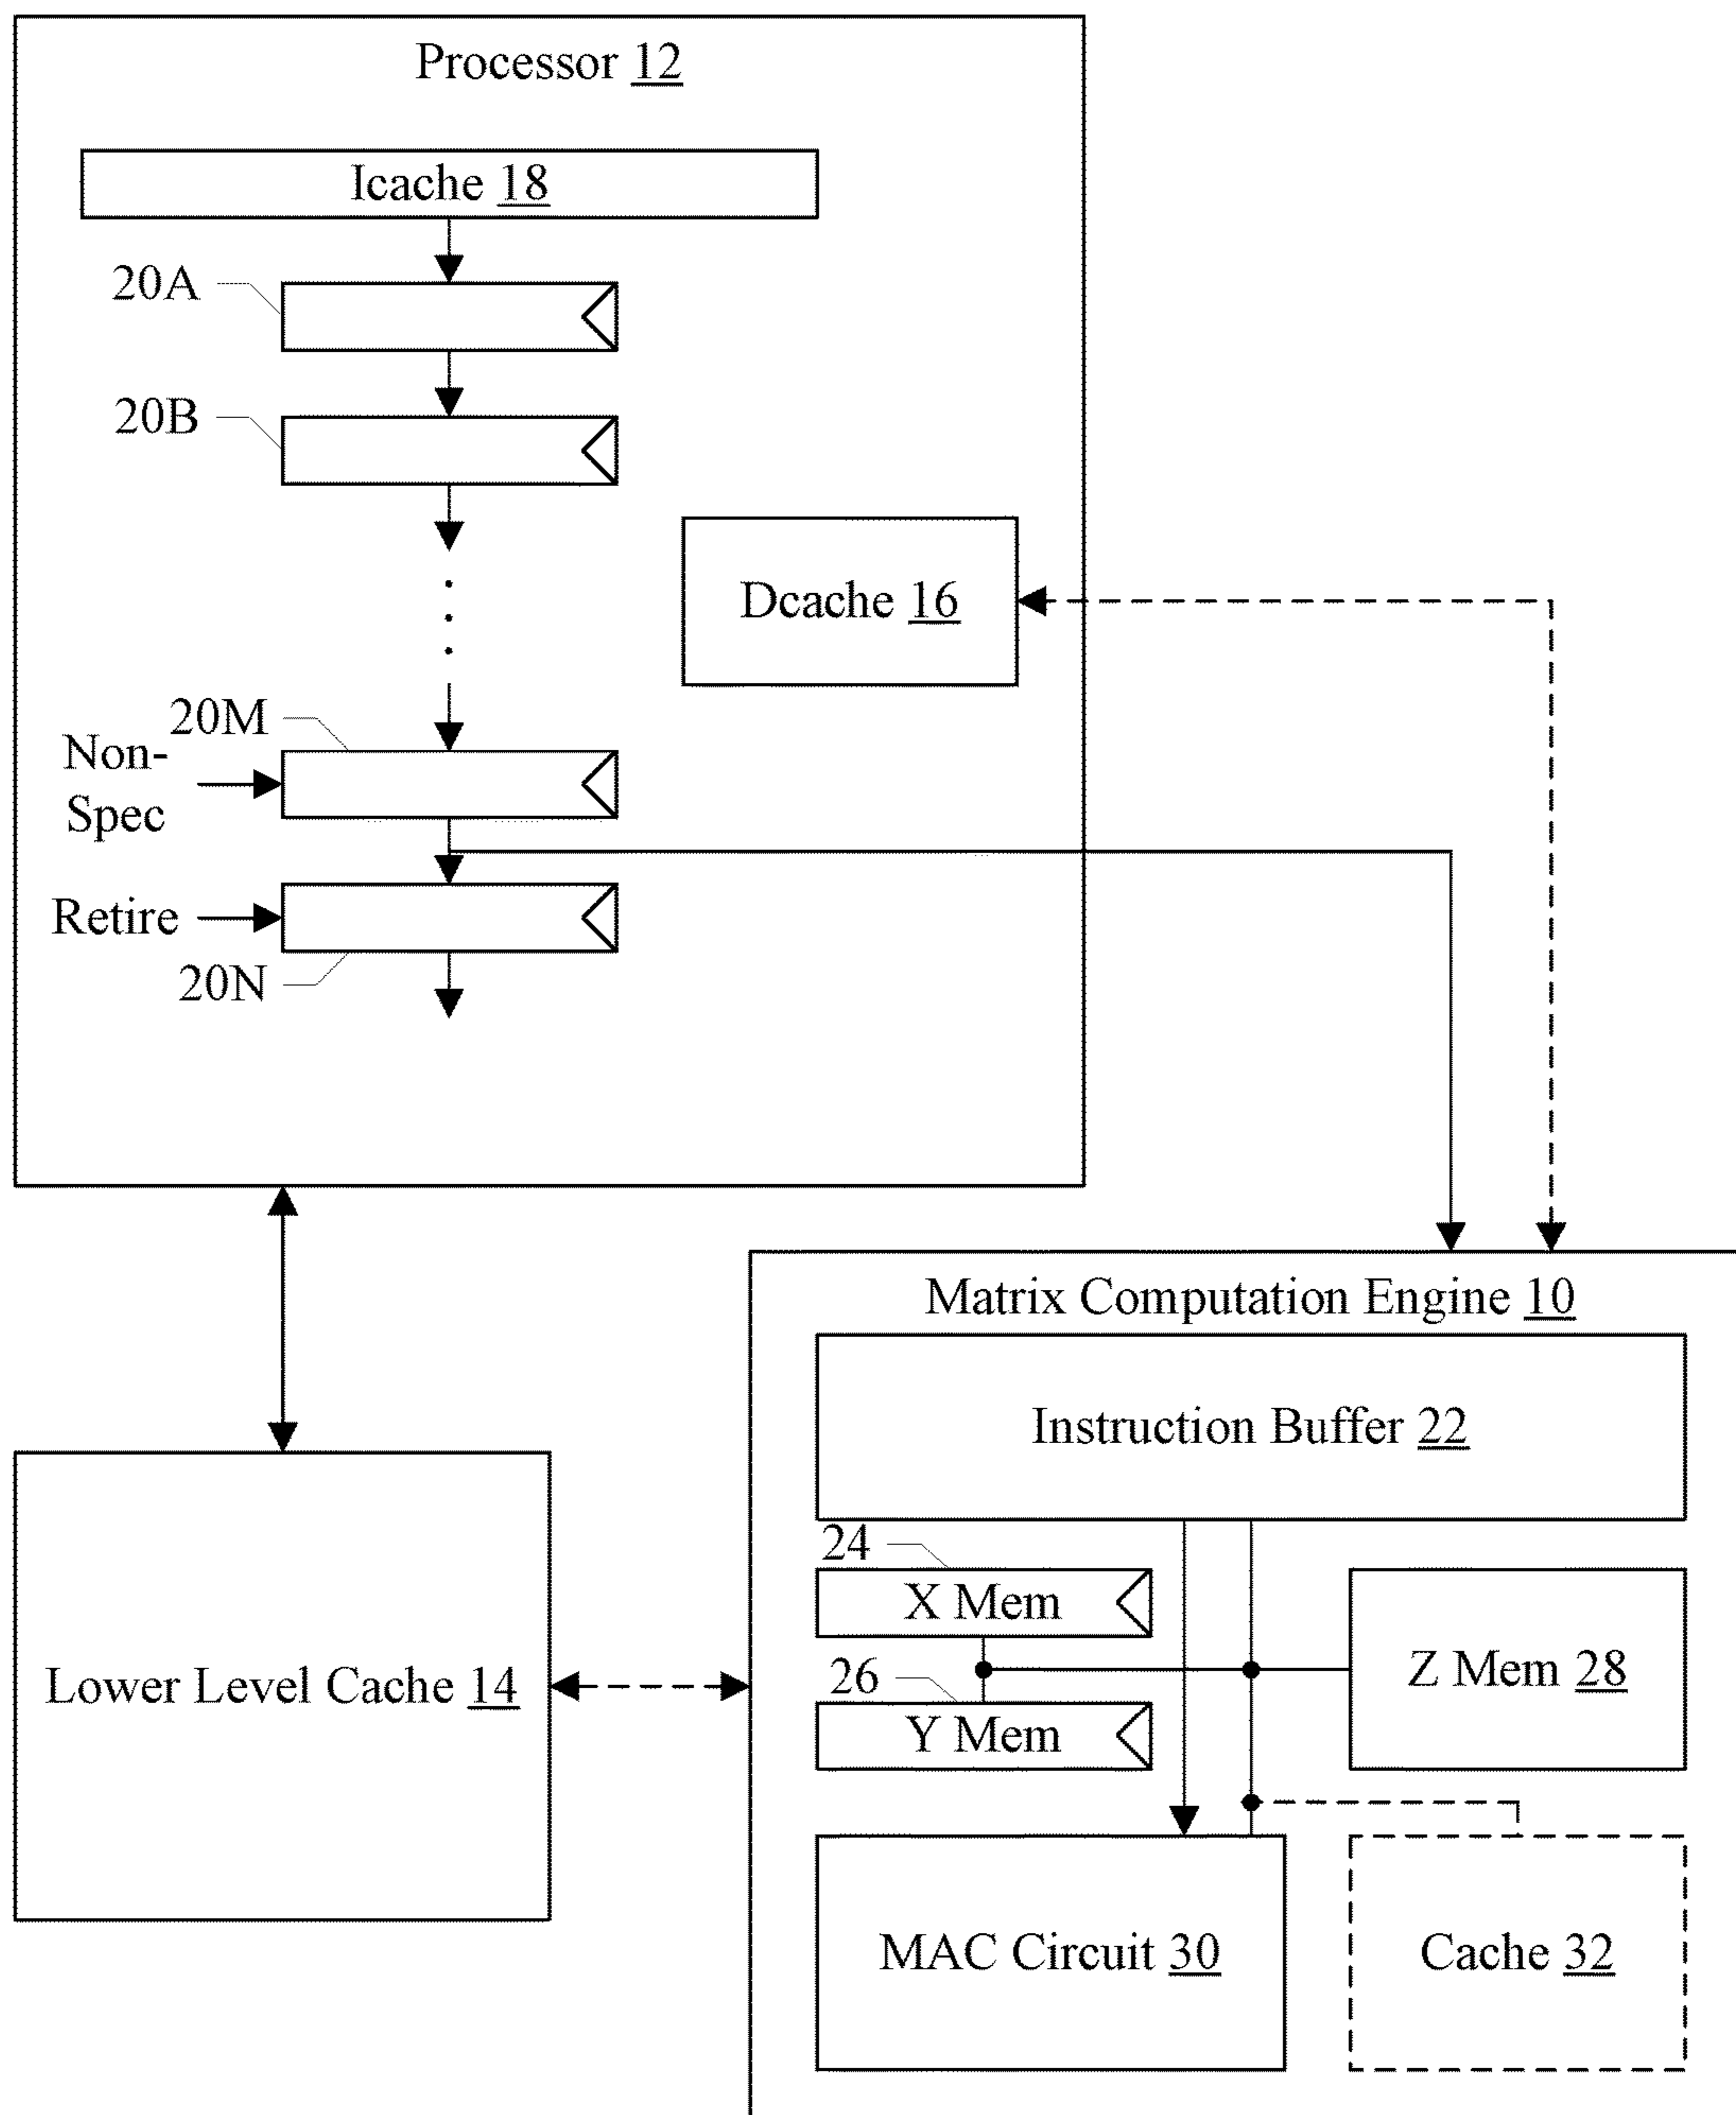 Processor 12
Icache 18
20A
20B
Dcache 16
20M
Non-
Spec
Retire
20N
Matrix Computation Engine 10
Instruction Buffer 22
24
X Mem
26
Y Mem
Z Mem 28
Lower Level Cache 14
MAC Circuit 30
Cache 32